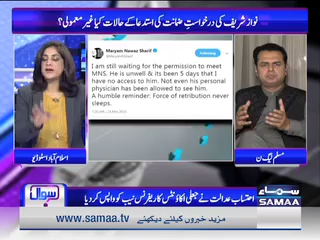 نواز شریف کی درخواستِ ضمانت کی استدعا کے حالات کیا غیر معمولی؟
Maryam Nawaz Sharif
@MaryamNSharif
Following
I am still waiting for the permission to meet
MNS. He is unwell & its been 5 days that I
have no access to him. Not even his personal
physician has been allowed to see him.
A humble reminder: Force of retribution never
sleeps.
اسلام آباد اسٹوڈیو
مسلم لیگ ن
سوال
احتساب عدالت نے جعلی اکاؤنٹس کا ریفرنس نیب کو واپس کر دیا
www.samaa.tv مزید خبروں کیلئے دیکھئے
سماء
SAMAA